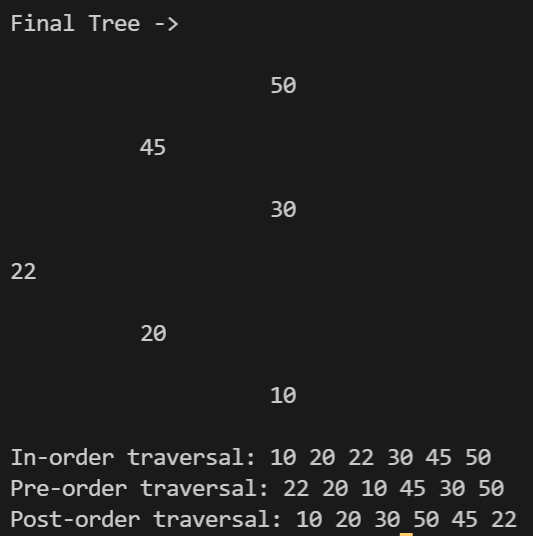 Final Tree ->
50
45
30
22
20
10
In-order traversal: 10 20 22 30 45 50
Pre-order traversal: 22 20 10 45 30 50
Post-order traversal: 10 20 30 50 45 22